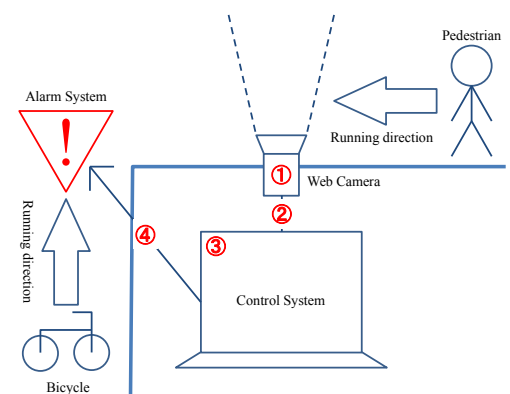 Pedestrian
Alarm System
!
Running direction
①
Web Camera
②
Running direction
④
③
Control System
Bicycle